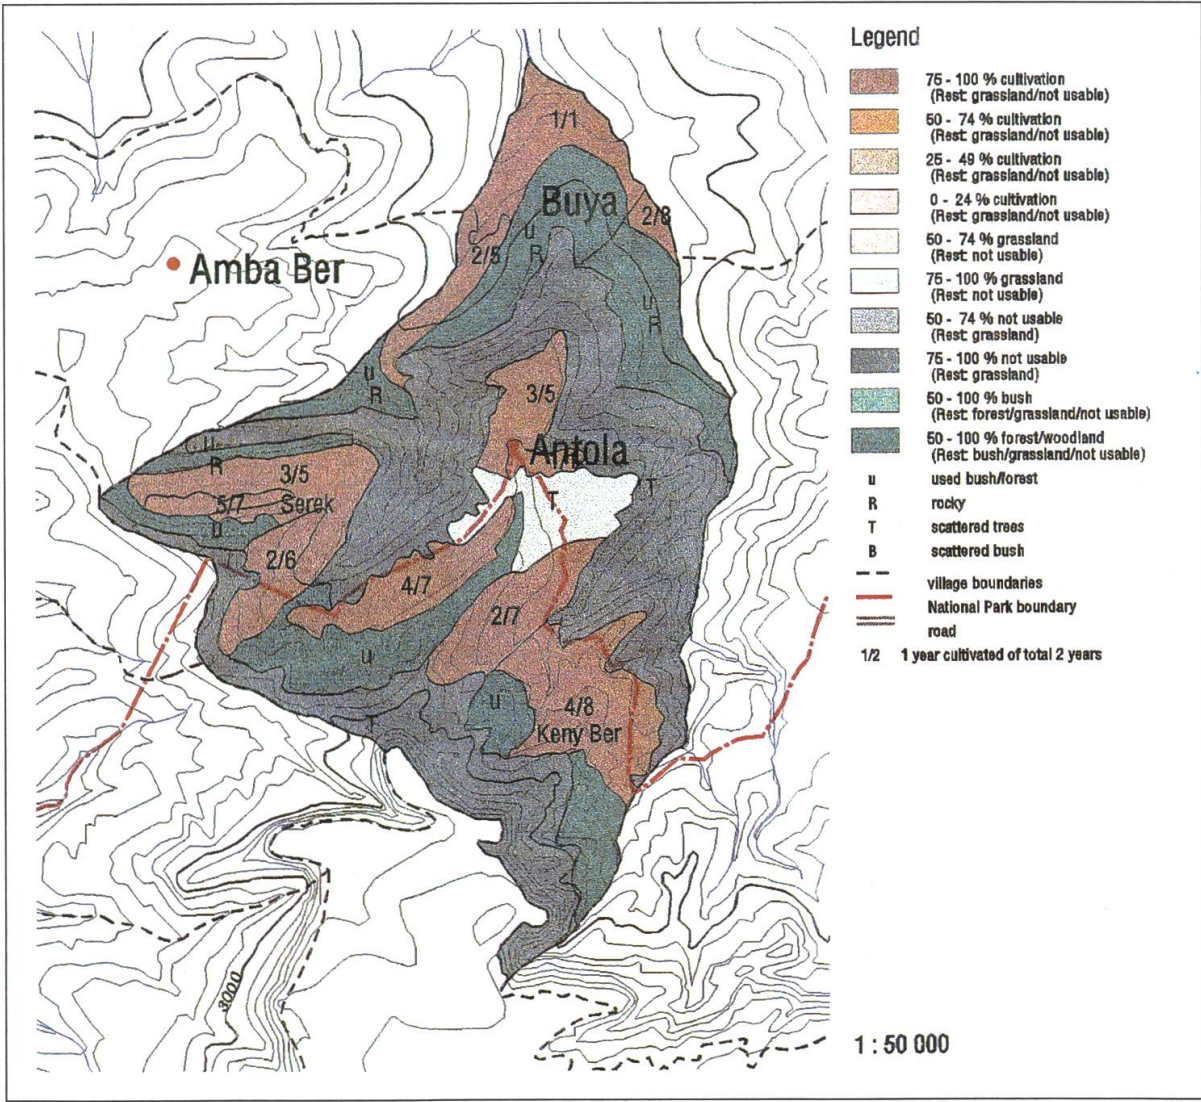 Legend
75 - 100 % cultivation
(Rest: grassland/not usable)
50 - 74 % cultivation
(Rest: grassland/not usable)
25 - 49 % cultivation
(Rest: grassland/not usable)
0 - 24 % cultivation
(Rest: grassland/not usable)
50 - 74 % grassland
(Rest: not usable)
75 - 100 % grassland
(Rest: not usable)
50 - 74 % not usable
(Rest: grassland)
75 - 100 % not usable
(Rest: grassland)
50 - 100 % bush
(Rest: forest/grassland/not usable)
50 - 100 % forest/woodland
(Rest: bush/grassland/not usable)
u used bush/forest
R rocky
T scattered trees
B scattered bush
village boundaries
National Park boundary
road
1/2 1 year cultivated of total 2 years
1 : 50 000
1/1
Buya
2/8
u
R
2/5
Amba Ber
u
R
u
R
3/5
Antola
u
R
3/5
T
T
5/7
Serek
u
2/6
4/7
2/7
u
u
4/8
T
Keny Ber
3000